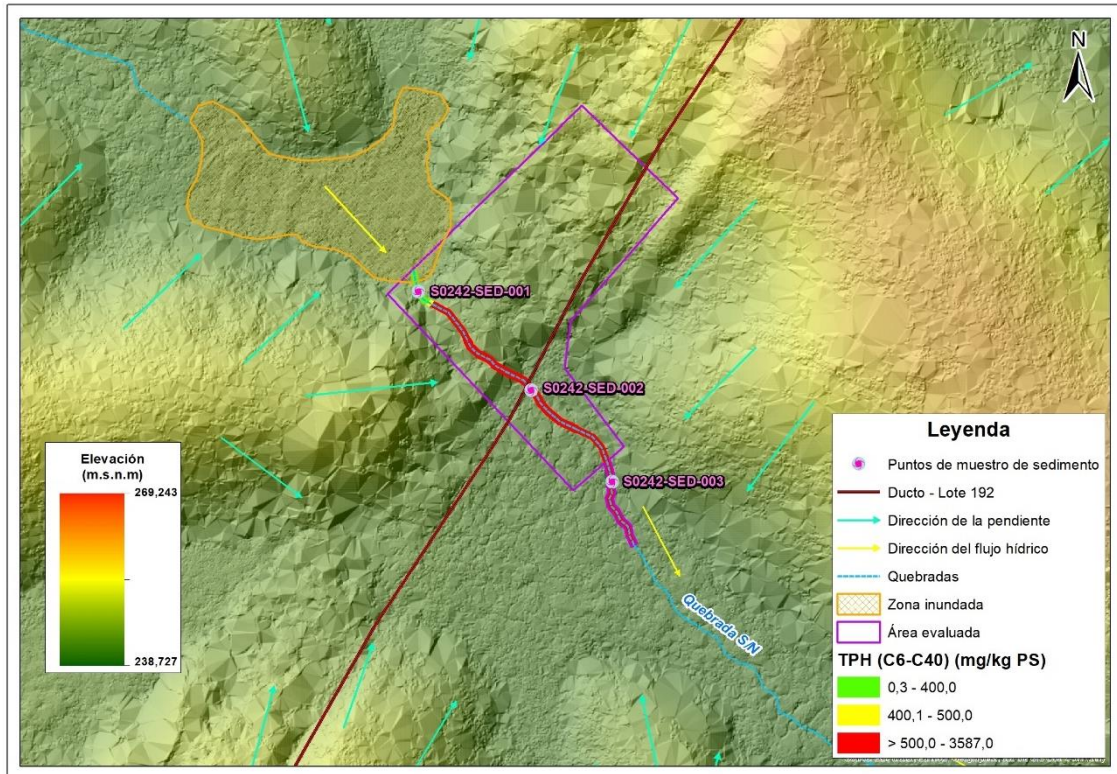 N
S0242-SED-001
S0242-SED-002
S0242-SED-003
Quebrada S/N
Elevación
(m.s.n.m)
269,243
238,727
Leyenda
Puntos de muestro de sedimento
Ducto - Lote 192
Dirección de la pendiente
Dirección del flujo hídrico
Quebradas
Zona inundada
Área evaluada
TPH (C6-C40) (mg/kg PS)
0,3 - 400,0
400,1 - 500,0
> 500,0 - 3587,0